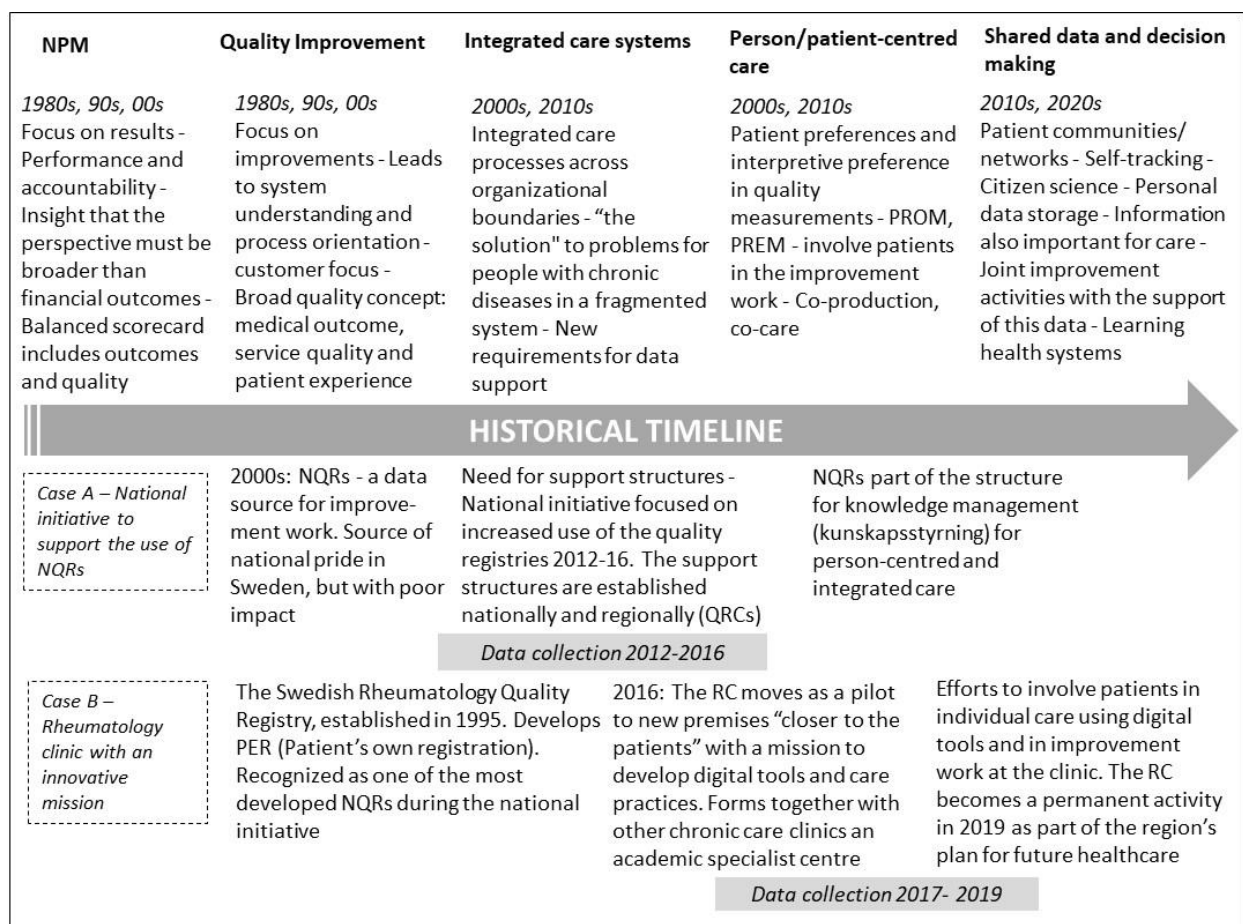 NPM
1980s, 90s, 00s
Focus on results -
Performance and
accountability -
Insight that the
perspective must be
broader than
financial outcomes -
Balanced scorecard
includes outcomes
and quality
Quality Improvement
1980s, 90s, 00s
Focus on
improvements - Leads
to system
understanding and
process orientation -
customer focus -
Broad quality concept:
medical outcome,
service quality and
patient experience
Integrated care systems
2000s, 2010s
Integrated care
processes across
organizational
boundaries - “the
solution" to problems for
people with chronic
diseases in a fragmented
system - New
requirements for data
support
Person/patient-centred
care
2000s, 2010s
Patient preferences and
interpretive preference
in quality
measurements - PROM,
PREM - involve patients
in the improvement
work - Co-production,
co-care
Shared data and decision
making
2010s, 2020s
Patient communities/
networks - Self-tracking -
Citizen science - Personal
data storage - Information
also important for care -
Joint improvement
activities with the support
of this data - Learning
health systems
HISTORICAL TIMELINE
Case A – National
initiative to
support the use of
NQRs
2000s: NQRs - a data
source for improve-
ment work. Source of
national pride in
Sweden, but with poor
impact
Need for support structures -
National initiative focused on
increased use of the quality
registries 2012-16. The support
structures are established
nationally and regionally (QRCs)
NQRs part of the structure
for knowledge management
(kunskapsstyrning) for
person-centred and
integrated care
Data collection 2012-2016
Case B –
Rheumatology
clinic with an
innovative
mission
The Swedish Rheumatology Quality
Registry, established in 1995. Develops
PER (Patient’s own registration).
Recognized as one of the most
developed NQRs during the national
initiative
2016: The RC moves as a pilot
to new premises “closer to the
patients” with a mission to
develop digital tools and care
practices. Forms together with
other chronic care clinics an
academic specialist centre
Efforts to involve patients in
individual care using digital
tools and in improvement
work at the clinic. The RC
becomes a permanent activity
in 2019 as part of the region’s
plan for future healthcare
Data collection 2017- 2019